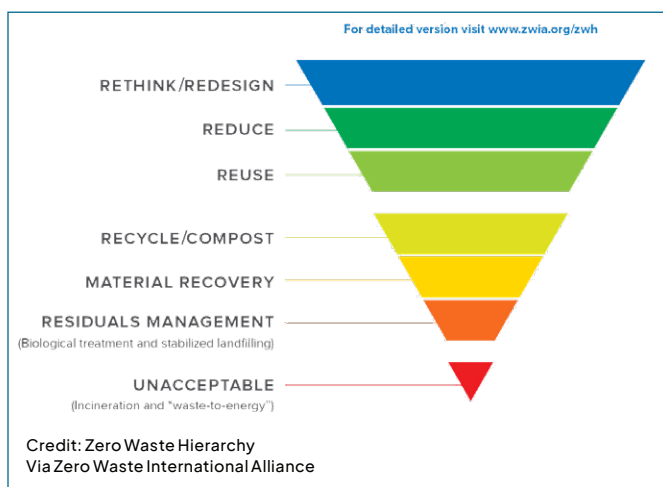 For detailed version visit www.zwia.org/zwh
RETHINK/REDESIGN
REDUCE
REUSE
RECYCLE/COMPOST
MATERIAL RECOVERY
RESIDUALS MANAGEMENT
(Biological treatment and stabilized landfilling)
UNACCEPTABLE
(Incineration and "waste-to-energy")
Credit: Zero Waste Hierarchy
Via Zero Waste International Alliance